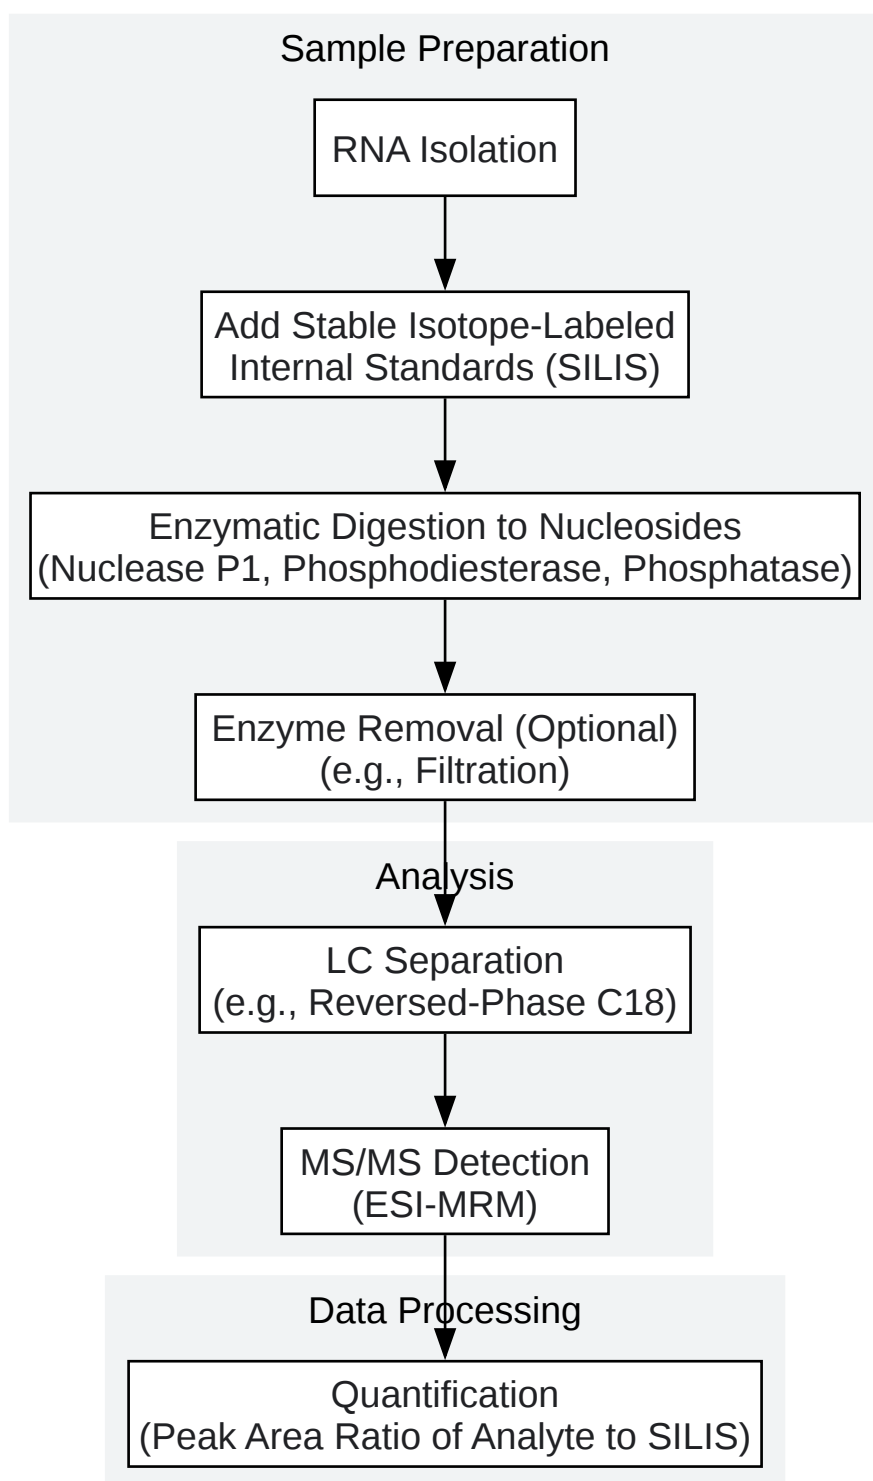 Sample Preparation
RNA Isolation
Add Stable Isotope-Labeled
Internal Standards (SILIS)
Enzymatic Digestion to Nucleosides
(Nuclease P1, Phosphodiesterase, Phosphatase)
Enzyme Removal (Optional)
(e.g., Filtration)
Analysis
LC Separation
(e.g., Reversed-Phase C18)
MS/MS Detection
(ESI-MRM)
Data Processing
Quantification
(Peak Area Ratio of Analyte to SILIS)